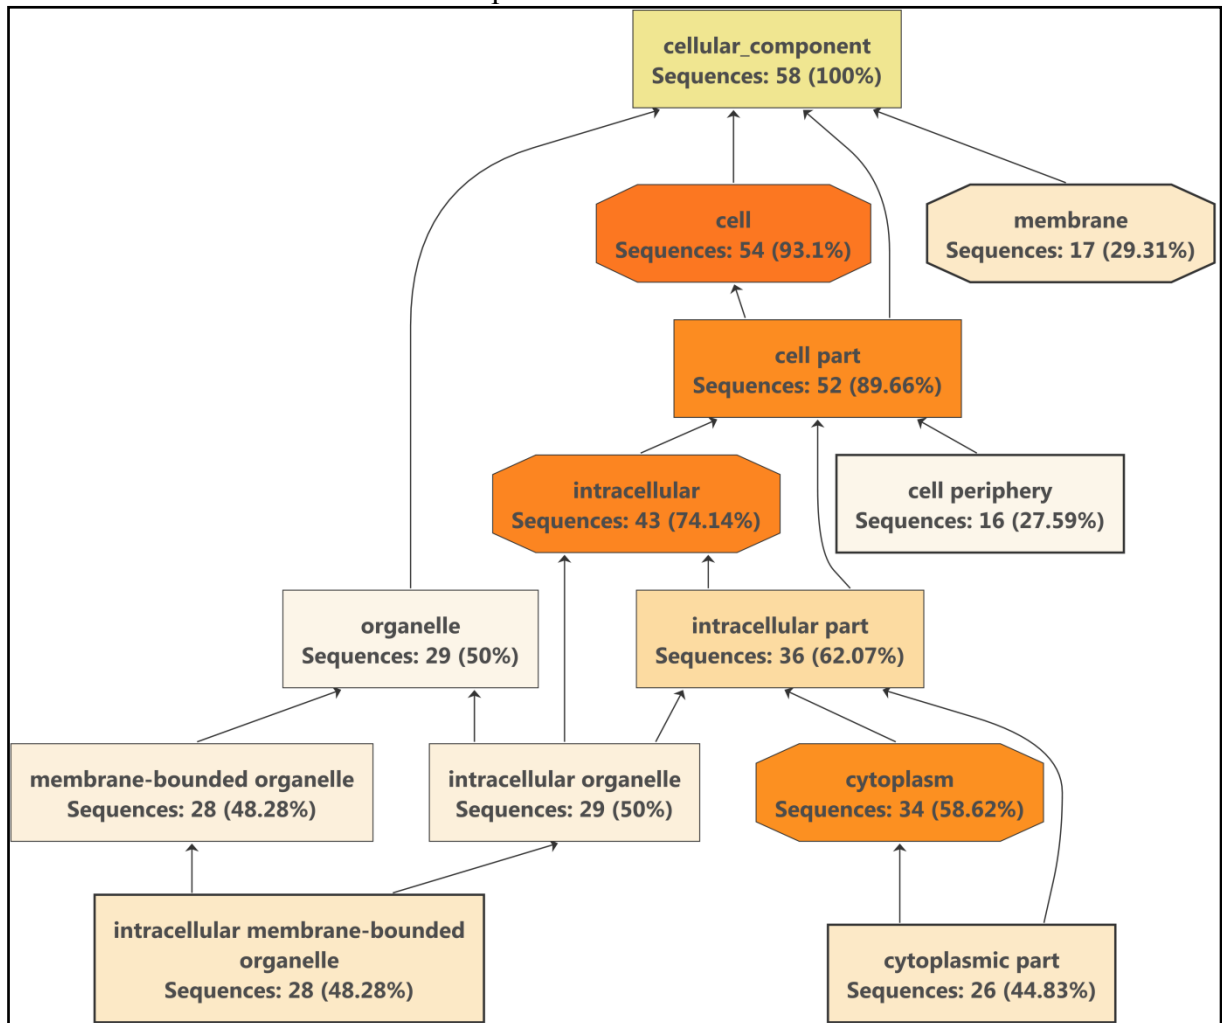 cellular_component
Sequences: 58 (100%)
cell
Sequences: 54 (93.1%)
membrane
Sequences: 17 (29.31%)
cell part
Sequences: 52 (89.66%)
intracellular
Sequences: 43 (74.14%)
cell periphery
Sequences: 16 (27.59%)
organelle
Sequences: 29 (50%)
intracellular part
Sequences: 36 (62.07%)
membrane-bounded organelle
Sequences: 28 (48.28%)
intracellular organelle
Sequences: 29 (50%)
cytoplasm
Sequences: 34 (58.62%)
intracellular membrane-bounded
organelle
Sequences: 28 (48.28%)
cytoplasmic part
Sequences: 26 (44.83%)